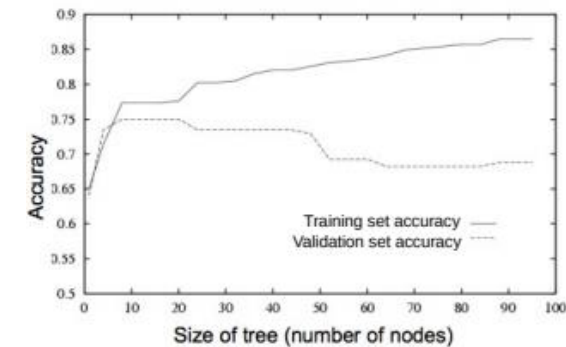 0.9
0.85
0.8
0.75
0.7
0.65
0.6
0.55
0.5
Accuracy
Training set accuracy
Validation set accuracy
0 10 20 30 40 50 60 70 80 90 100
Size of tree (number of nodes)